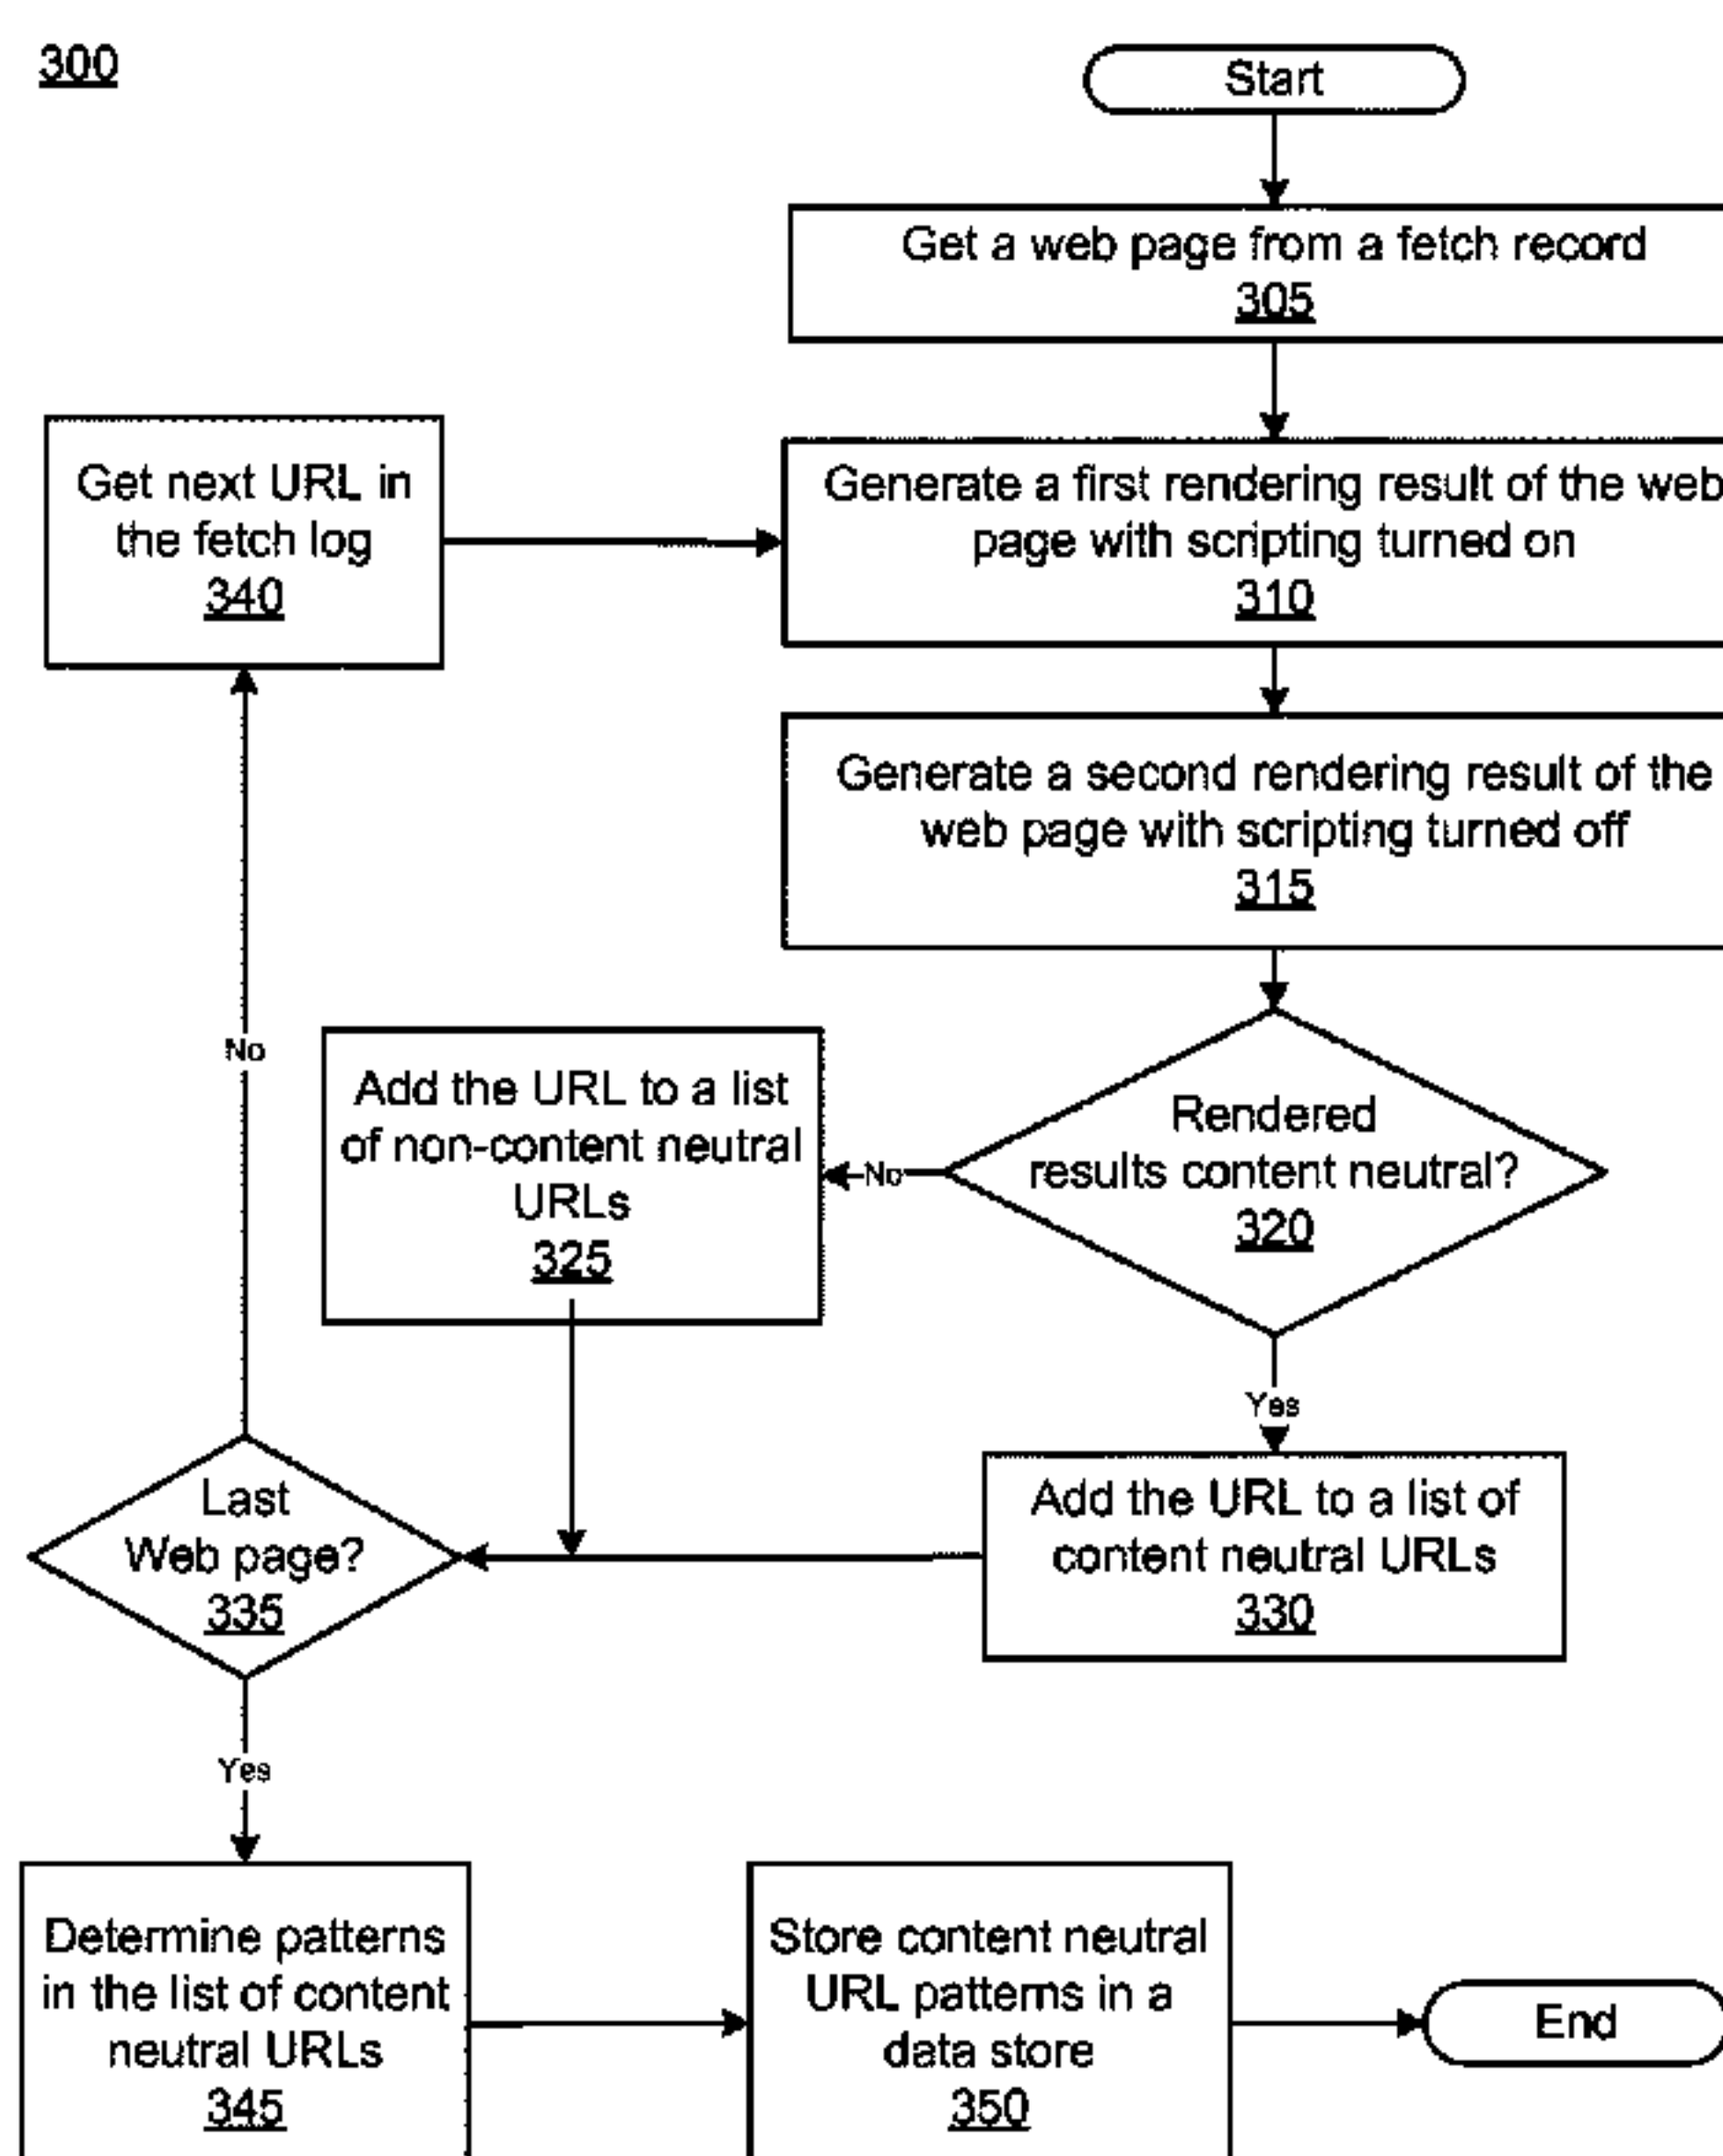 300
Start
Get a web page from a fetch record
305
Get next URL in
the fetch log
340
Generate a first rendering result of the web
page with scripting turned on
310
Generate a second rendering result of the
web page with scripting turned off
315
No
Add the URL to a list
of non-content neutral
URLs
325
No
Rendered
results content neutral?
320
Yes
Last
Web page?
335
Add the URL to a list of
content neutral URLs
330
Yes
Determine patterns
in the list of content
neutral URLs
345
Store content neutral
URL patterns in a
data store
350
End